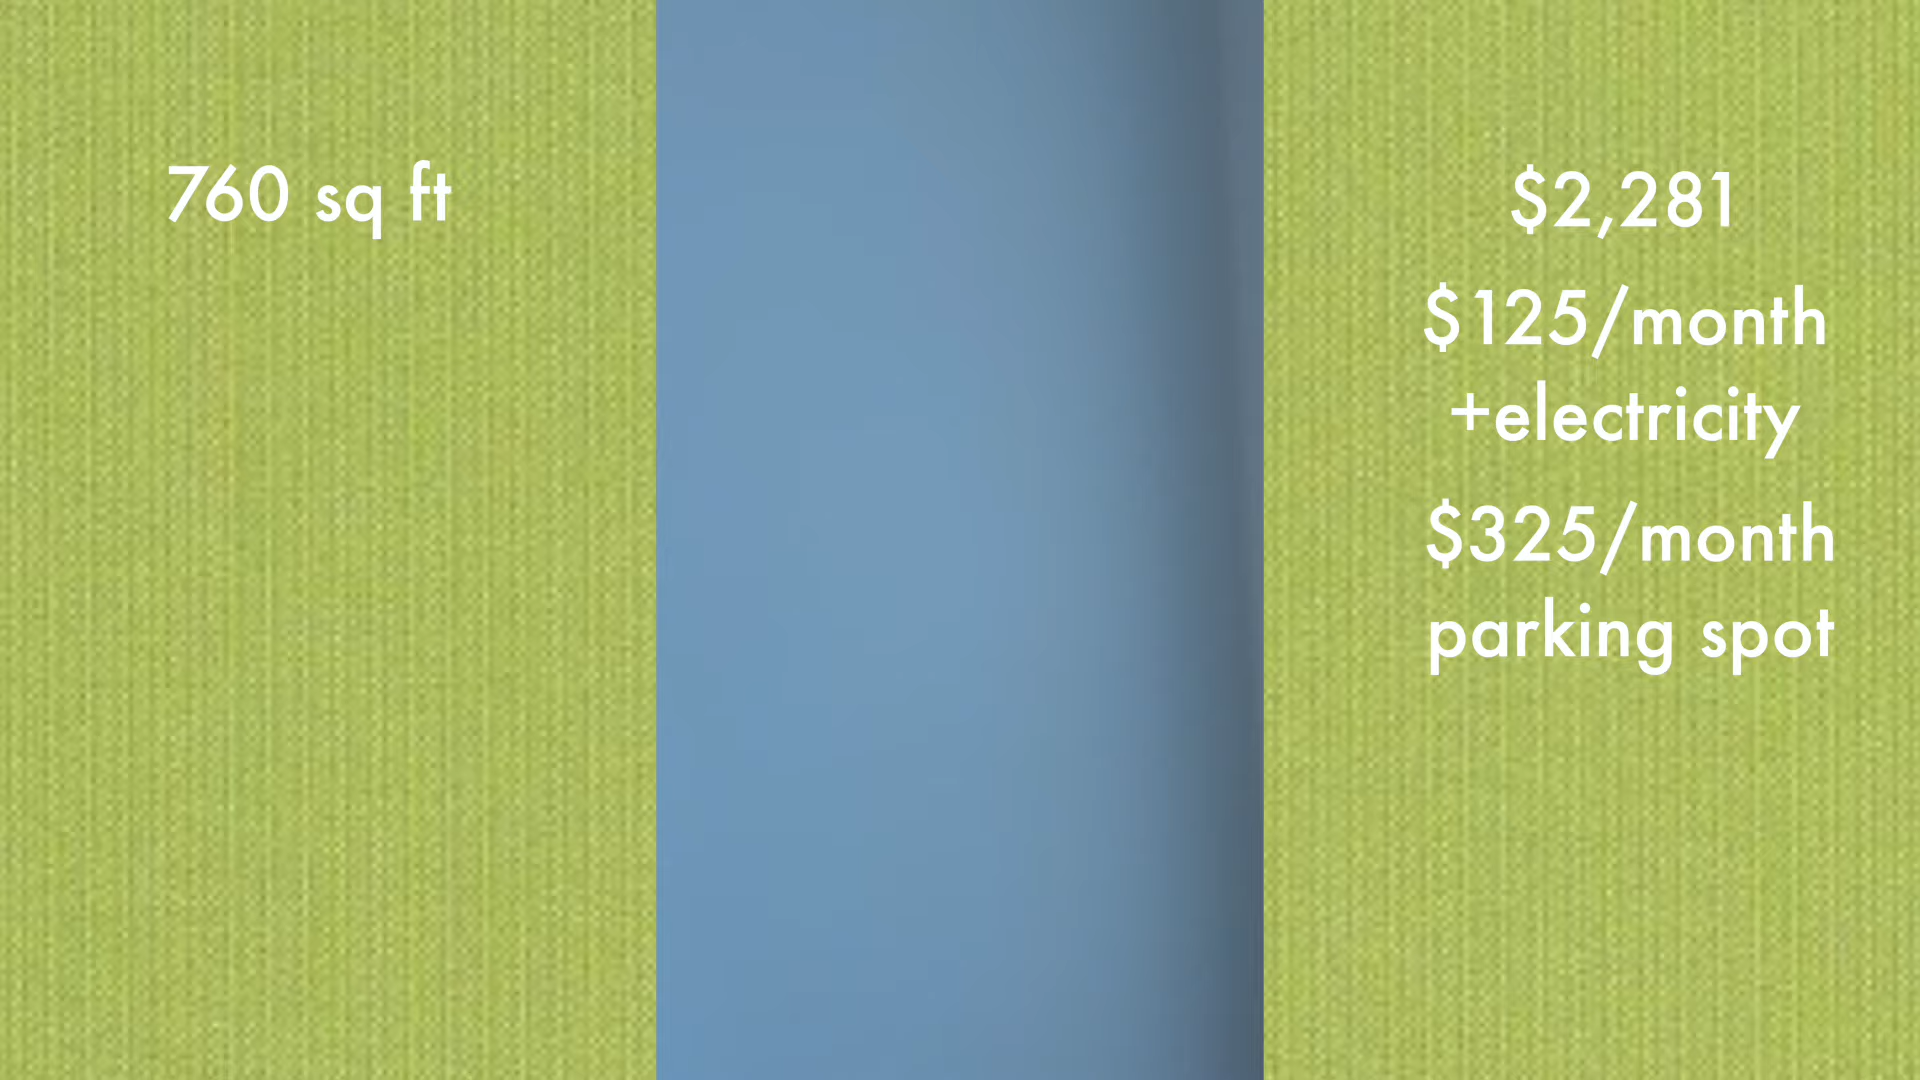 760 sq ft
$2,281
$125/month
+electricity
$325/month
parking spot